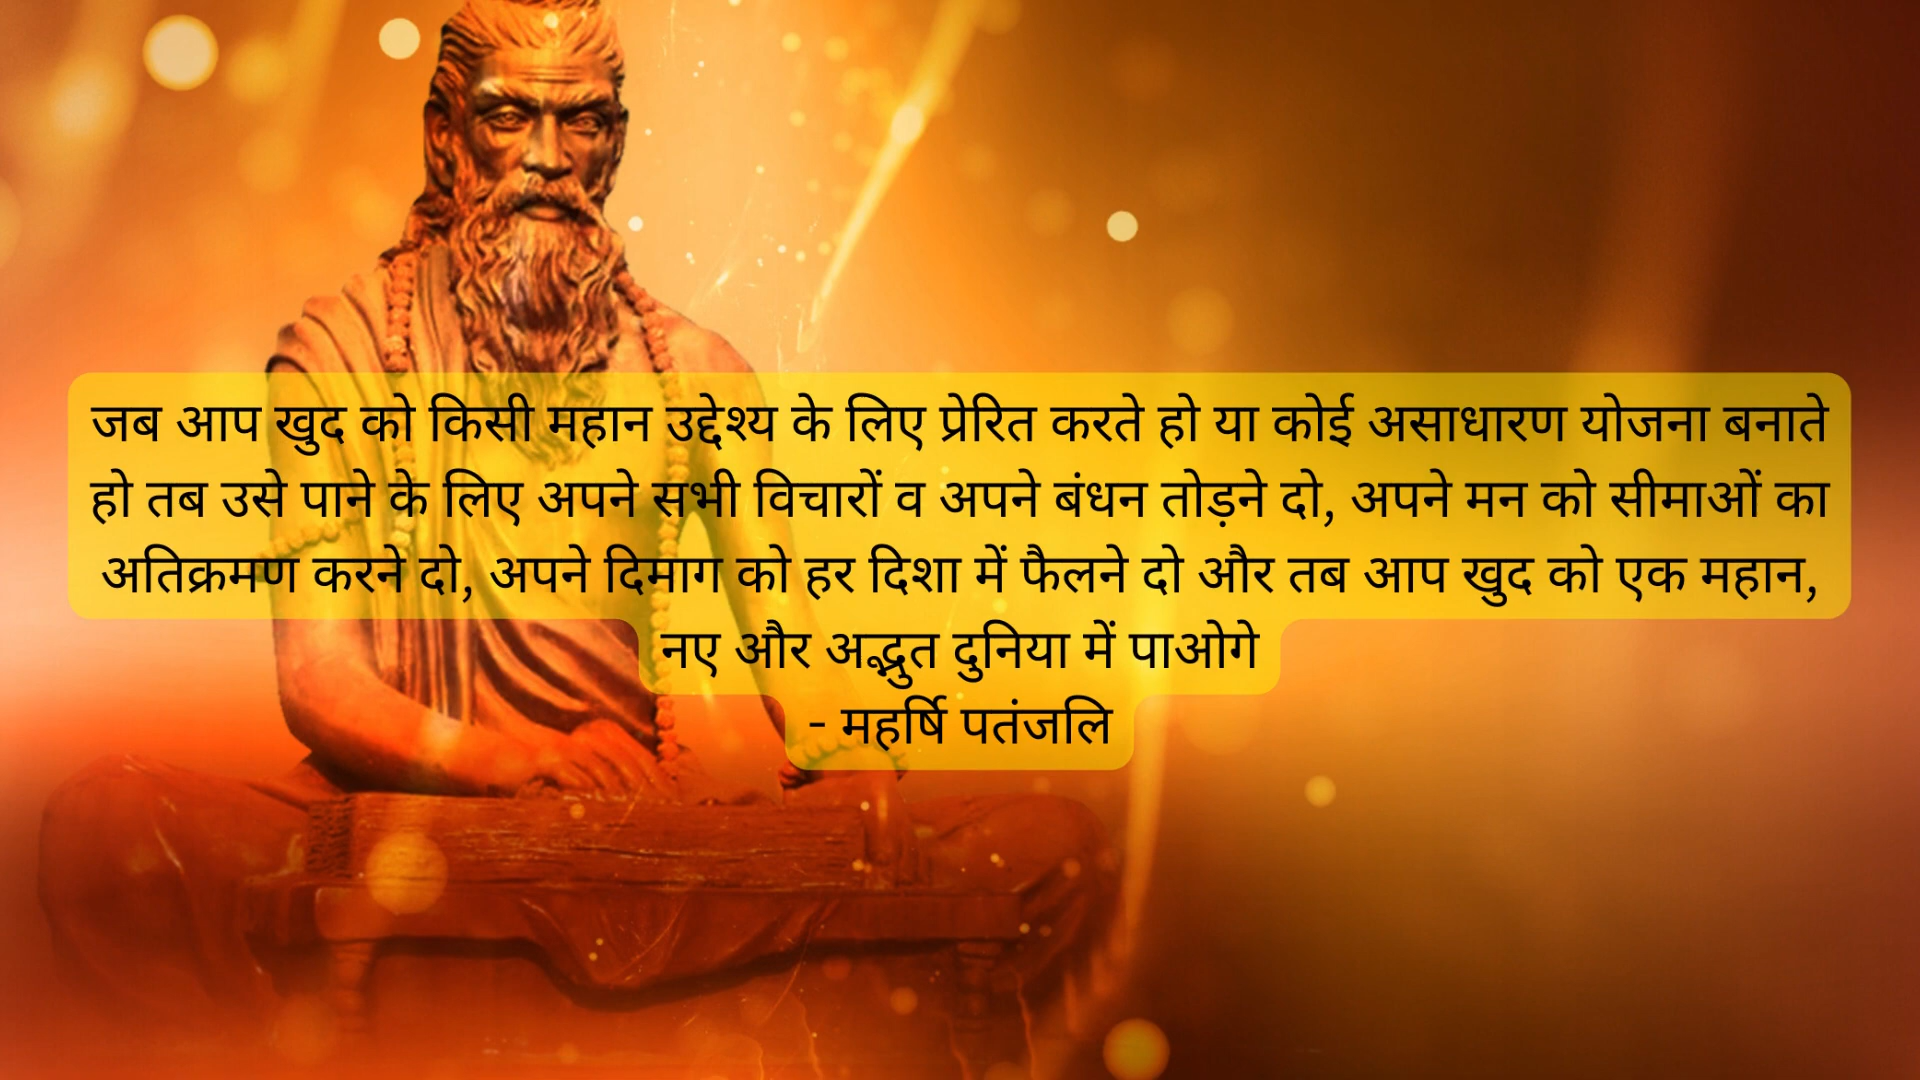 जब आप खुद को किसी महान उद्देश्य के लिए प्रेरित करते हो या कोई असाधारण योजना बनाते
हो तब उसे पाने के लिए अपने सभी विचारों व अपने बंधन तोड़ने दो, अपने मन को सीमाओं का
अतिक्रमण करने दो, अपने दिमाग को हर दिशा में फैलने दो और तब आप खुद को एक महान,
नए और अद्भुत दुनिया में पाओगे
- महर्षि पतंजलि